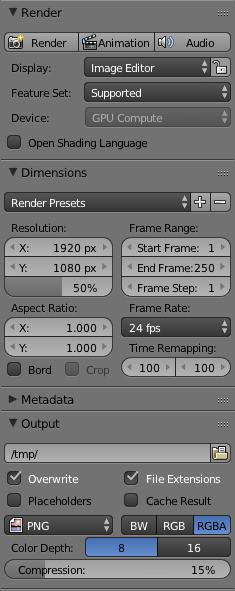 Render
Render Animation Audio
Display: Image Editor
Feature Set: Supported
Device: GPU Compute
Open Shading Language
Dimensions
Render Presets
Resolution: Frame Range:
X: 1920 px Start Frame: 1
Y: 1080 px End Frame: 250
50% Frame Step: 1
Aspect Ratio: Frame Rate:
X: 1.000 24 fps
Y: 1.000 Time Remapping:
Bord Crop 100 100
Metadata
Output
/tmp/
Overwrite File Extensions
Placeholders Cache Result
PNG BW RGB RGBA
Color Depth: 8 16
Compression: 15%